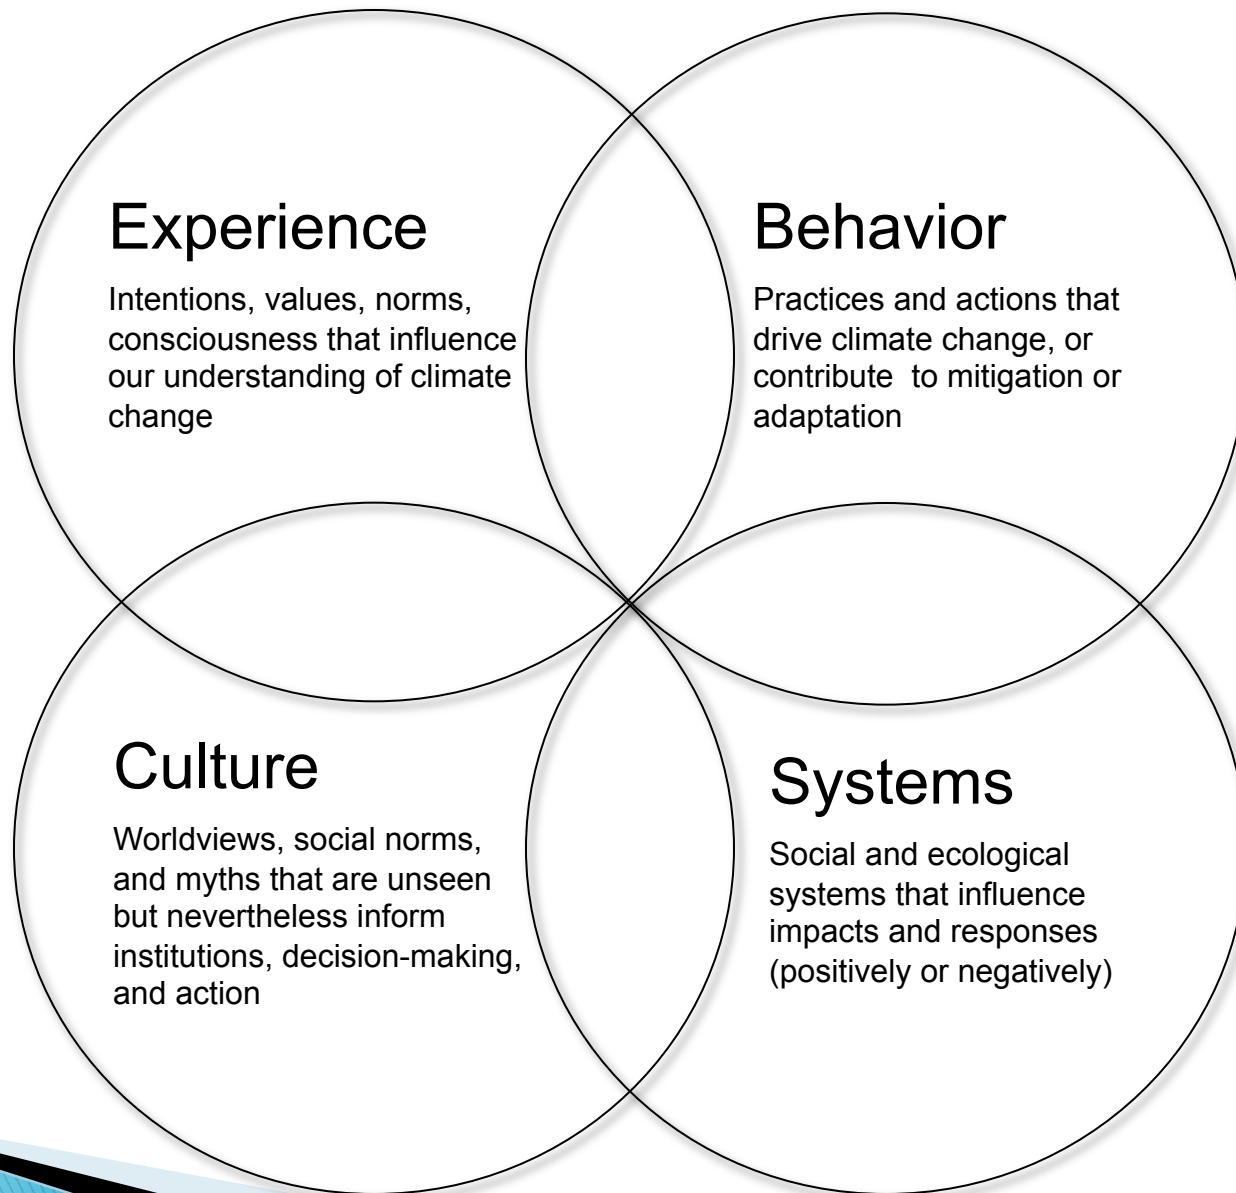 Experience
Intentions, values, norms,
consciousness that influence
our understanding of climate
change
Behavior
Practices and actions that
drive climate change, or
contribute  to mitigation or
adaptation
Culture
Worldviews, social norms,
and myths that are unseen
but nevertheless inform
institutions, decision-making,
and action
Systems
Social and ecological
systems that influence
impacts and responses
(positively or negatively)